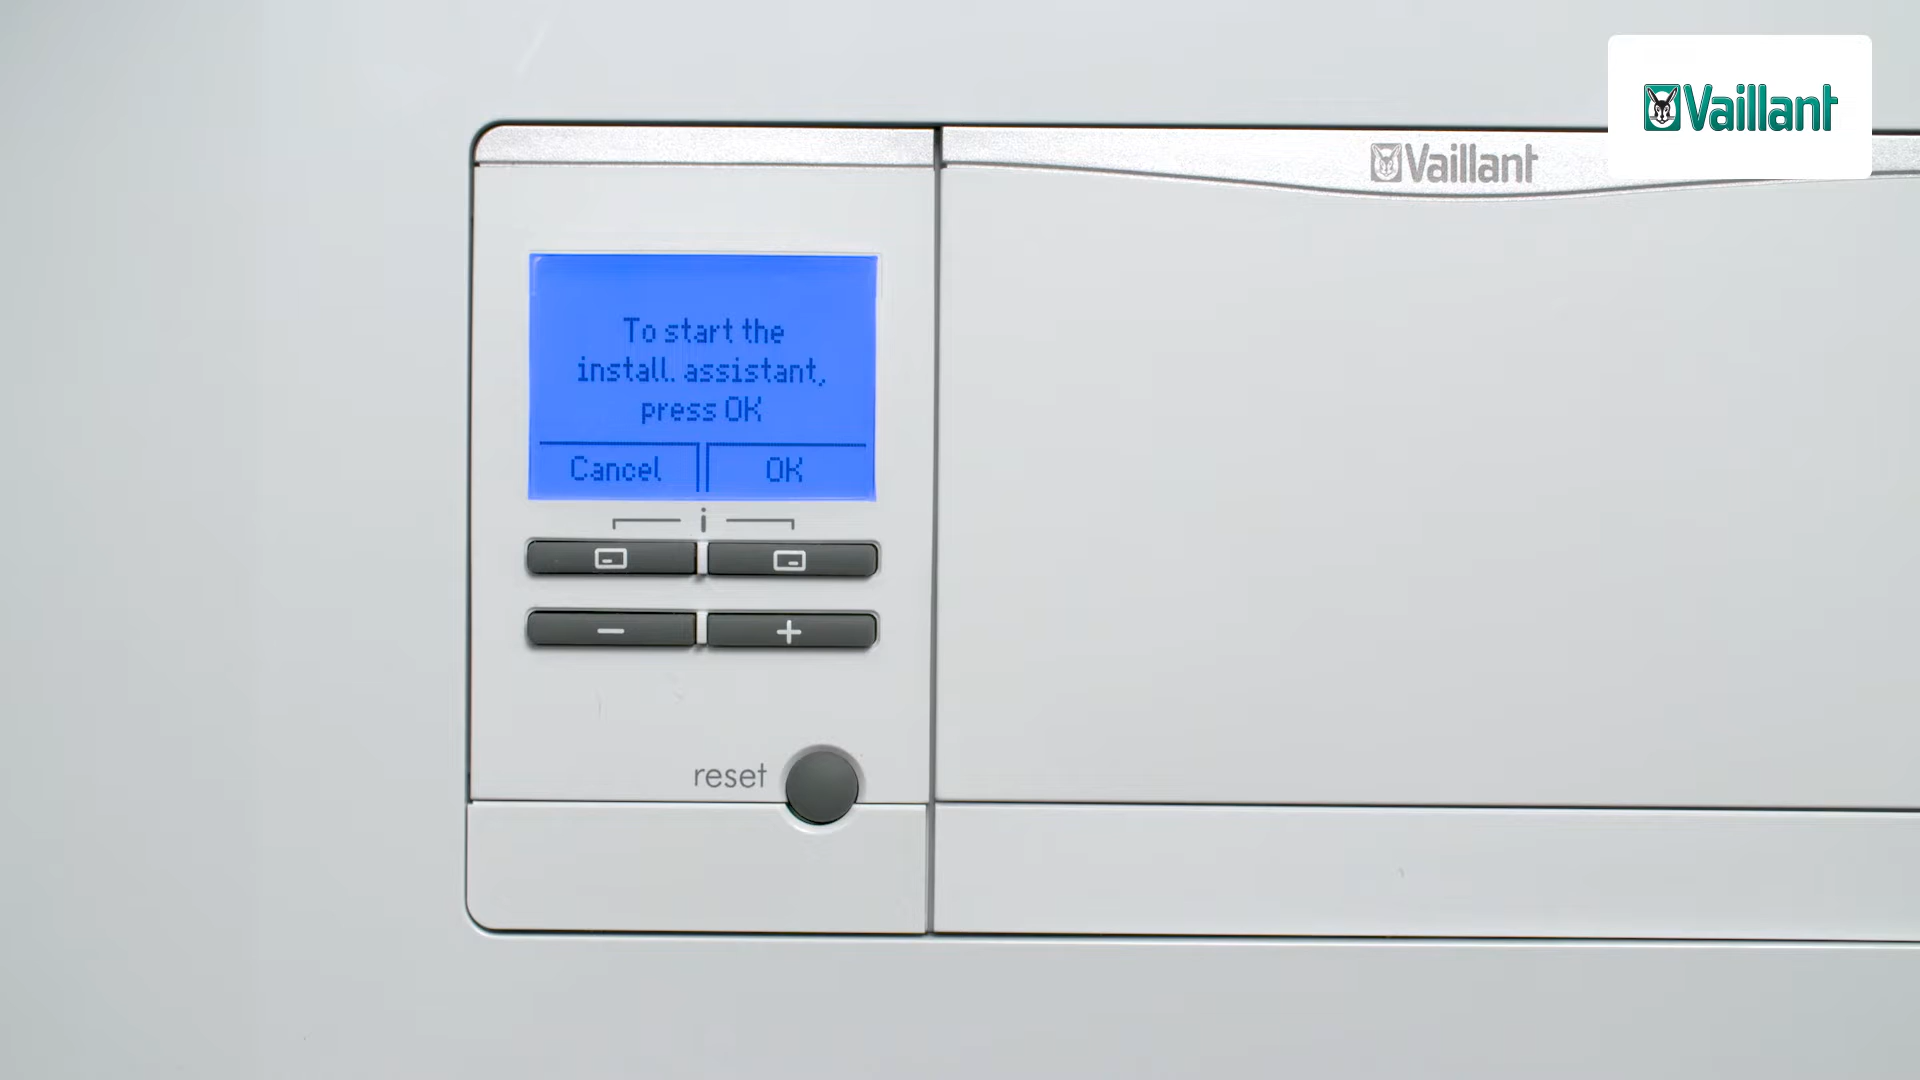 Vaillant
Vaillant
To start the
install. assistant,
press OK
Cancel OK
i
− +
reset